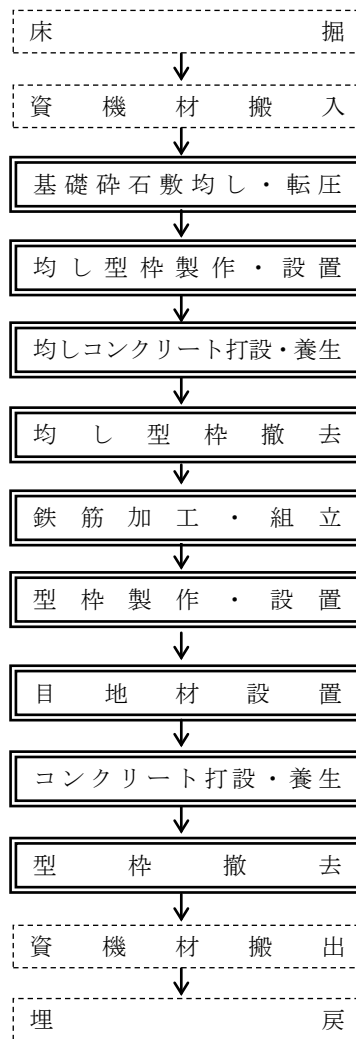 床掘
資機材搬入
基礎砕石敷均し・転圧
均し型枠製作・設置
均しコンクリート打設・養生
均し型枠撤去
鉄筋加工・組立
型枠製作・設置
目地材設置
コンクリート打設・養生
型枠撤去
資機材搬出
埋戻